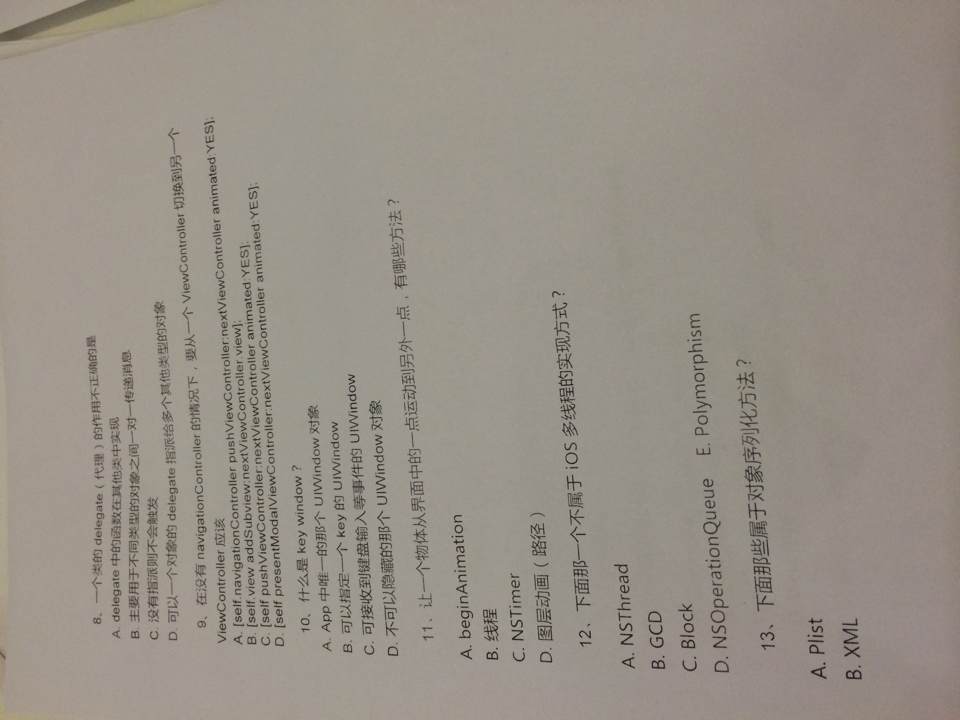 8、一个类的 delegate（代理）的作用不正确的是
A. delegate 中的函数在其他类中实现
B. 主要用于不同类型的对象之间一对一传递消息
C. 没有指派则不会触发
D. 可以一个对象的 delegate 指派给多个其他类型的对象
9、在没有 navigationController 的情况下，要从一个 ViewController 切换到另一个
ViewController 应该
A. [self.navigationController pushViewController:nextViewController animated:YES];
B. [self.view addSubview:nextViewController.view];
C. [self pushViewController:nextViewController animated:YES];
D. [self presentModalViewController:nextViewController animated:YES];
10、什么是 key window？
A. App 中唯一的那个 UIWindow 对象
B. 可以指定一个 key 的 UIWindow
C. 可接收到键盘输入等事件的 UIWindow
D. 不可以隐藏的那个 UIWindow 对象
11、让一个物体从界面中的一点运动到另外一点，有哪些方法？
A. beginAnimation
B. 线程
C. NSTimer
D. 图层动画（路径）
12、下面那一个不属于 iOS 多线程的实现方式？
A. NSThread
B. GCD
C. Block
D. NSOperationQueue E. Polymorphism
13、下面那些属于对象序列化方法？
A. Plist
B. XML